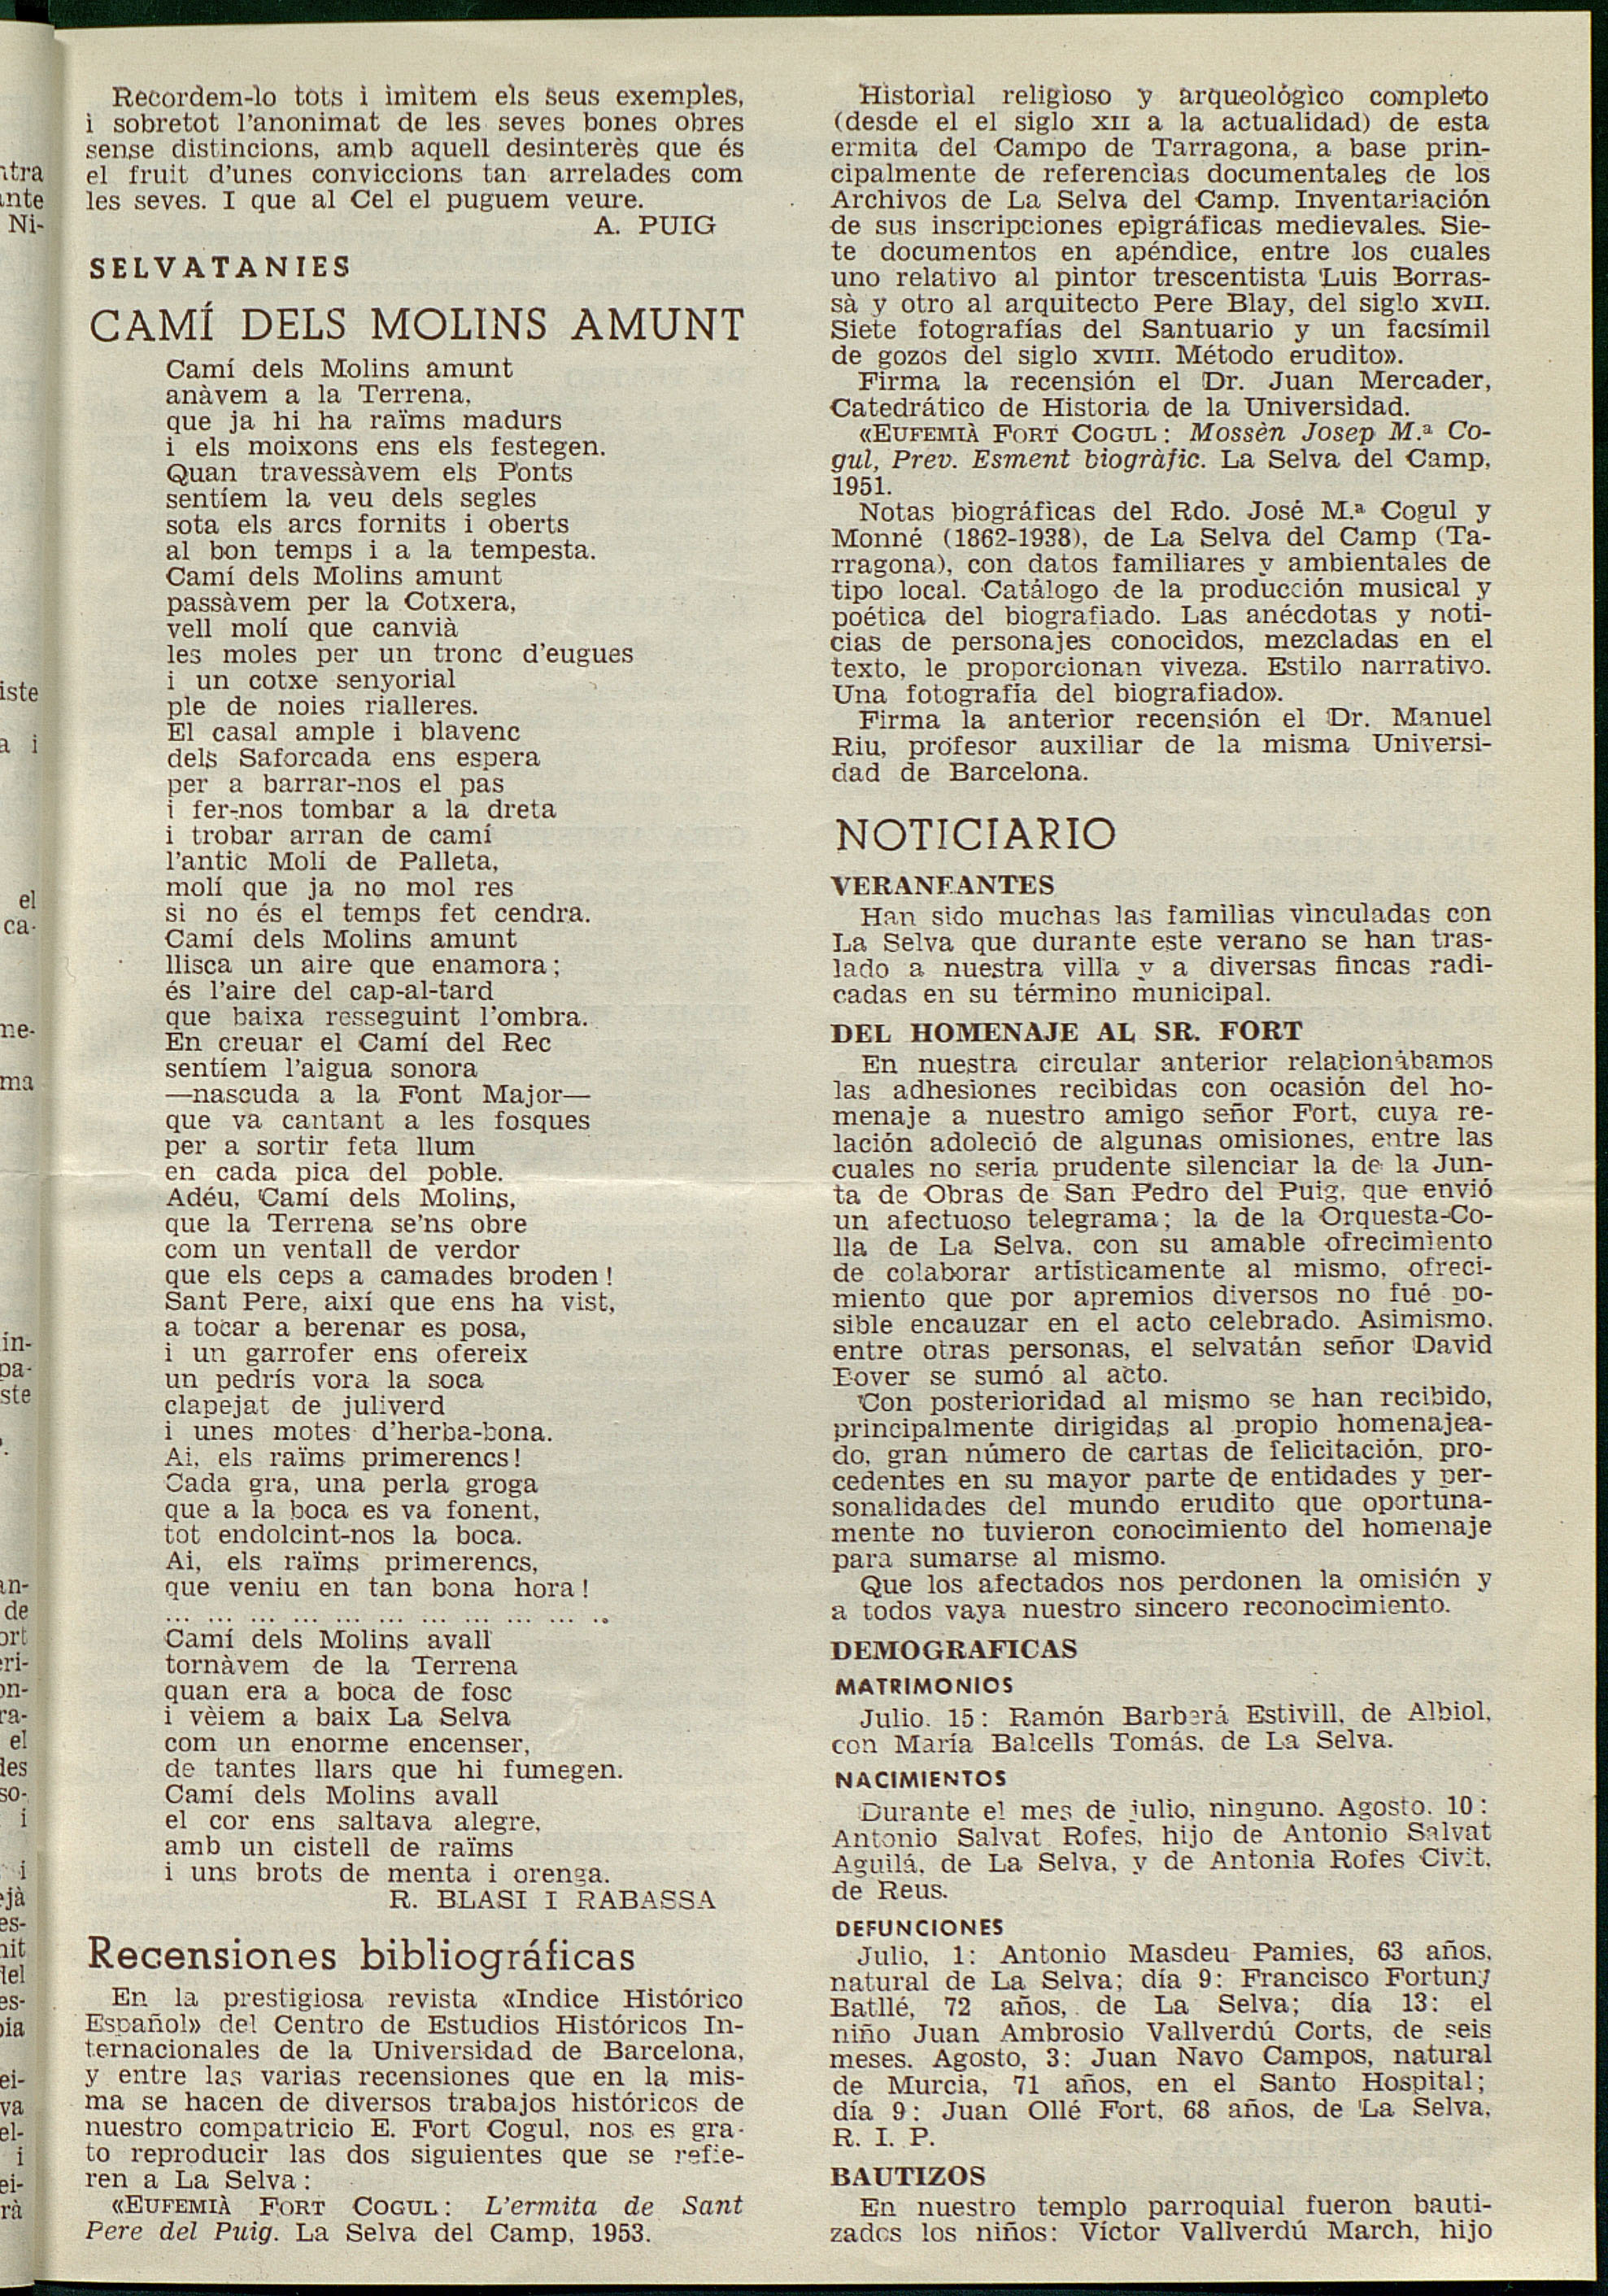 Recordem-lo tots i imitem els seus exemples,
i sobretot l'anonimat de les seves bones obres
sense distincions, amb aquell desinterès que és
el fruit d'unes conviccions tan arrelades com
les seves. I que al Cel el puguem veure.
A. PUIG
SELVATANIES
CAMÍ DELS MOLINS AMUNT
Camí dels Molins amunt
anàvem a la Terrena,
que ja hi ha raïms madurs
i els moixons ens els festegen.
Quan travessàvem els Ponts
sentíem la veu dels segles
sota els arcs fornits i oberts
al bon temps i a la tempesta.
Camí dels Molins amunt
passàvem per la Cotxera,
vell molí que canvià
les moles per un tronc d'eugues
i un cotxe senyorial
ple de noies rialleres.
El casal ample i blavenc
dels Saforcada ens espera
per a barrar-nos el pas
i fer-nos tombar a la dreta
i trobar arran de camí
l'antic Moli de Palleta,
molí que ja no mol res
si no és el temps fet cendra.
Camí dels Molins amunt
llisca un aire que enamora;
és l'aire del cap-al-tard
que baixa resseguint l'ombra.
En creuar el Camí del Rec
sentíem l'aigua sonora
—nascuda a la Font Major—
que va cantant a les fosques
per a sortir feta llum
en cada pica del poble.
Adéu, Camí dels Molins,
que la Terrena se'ns obre
com un ventall de verdor
que els ceps a camades broden!
Sant Pere, així que ens ha vist,
a tocar a berenar es posa,
i un garrofer ens ofereix
un pedrís vora la soca
clapejat de juliverd
i unes motes d'herba-bona.
Ai, els raïms primerencs!
Cada gra, una perla groga
que a la boca es va fonent,
tot endolcint-nos la boca.
Ai, els raïms primerencs,
que veniu en tan bona hora!
... ... ... ... ... ... ... ... ... ... ..
Camí dels Molins avall
tornàvem de la Terrena
quan era a boca de fosc
i vèiem a baix La Selva
com un enorme encenser,
de tantes llars que hi fumegen.
Camí dels Molins avall
el cor ens saltava alegre,
amb un cistell de raïms
i uns brots de menta i orenga.
R. BLASI I RABASSA
Recensiones bibliográficas
En la prestigiosa revista «Indice Histórico
Español» del Centro de Estudios Históricos In-
ternacionales de la Universidad de Barcelona,
y entre las varias recensiones que en la mis-
ma se hacen de diversos trabajos históricos de
nuestro compatricio E. Fort Cogul, nos es gra-
to reproducir las dos siguientes que se refie-
ren a La Selva:
«EUFEMIÀ FORT COGUL: L'ermita de Sant
Pere del Puig. La Selva del Camp, 1953.
Historial religioso y arqueológico completo
(desde el el siglo XII a la actualidad) de esta
ermita del Campo de Tarragona, a base prin-
cipalmente de referencias documentales de los
Archivos de La Selva del Camp. Inventariación
de sus inscripciones epigráficas medievales. Sie-
te documentos en apéndice, entre los cuales
uno relativo al pintor trescentista Luis Borras-
sà y otro al arquitecto Pere Blay, del siglo XVII.
Siete fotografías del Santuario y un facsímil
de gozos del siglo XVIII. Método erudito».
Firma la recensión el Dr. Juan Mercader,
Catedrático de Historia de la Universidad.
«EUFEMIÀ FORT COGUL: Mossèn Josep M.ª Co-
gul, Prev. Esment biogràfic. La Selva del Camp,
1951.
Notas biográficas del Rdo. José M.ª Cogul y
Monné (1862-1938), de La Selva del Camp (Ta-
rragona), con datos familiares y ambientales de
tipo local. Catálogo de la producción musical y
poética del biografiado. Las anécdotas y noti-
cias de personajes conocidos, mezcladas en el
texto, le proporcionan viveza. Estilo narrativo.
Una fotografía del biografiado».
Firma la anterior recensión el Dr. Manuel
Riu, profesor auxiliar de la misma Universi-
dad de Barcelona.
NOTICIARIO
VERANEANTES
Han sido muchas las familias vinculadas con
La Selva que durante este verano se han tras-
lado a nuestra villa y a diversas fincas radi-
cadas en su término municipal.
DEL HOMENAJE AL SR. FORT
En nuestra circular anterior relacionábamos
las adhesiones recibidas con ocasión del ho-
menaje a nuestro amigo señor Fort, cuya re-
lación adoleció de algunas omisiones, entre las
cuales no sería prudente silenciar la de la Jun-
ta de Obras de San Pedro del Puig, que envió
un afectuoso telegrama; la de la Orquesta-Co-
lla de La Selva, con su amable ofrecimiento
de colaborar artísticamente al mismo, ofreci-
miento que por apremios diversos no fué po-
sible encauzar en el acto celebrado. Asimismo,
entre otras personas, el selvatán señor David
Bover se sumó al acto.
Con posterioridad al mismo se han recibido,
principalmente dirigidas al propio homenajea-
do, gran número de cartas de felicitación, pro-
cedentes en su mayor parte de entidades y per-
sonalidades del mundo erudito que oportuna-
mente no tuvieron conocimiento del homenaje
para sumarse al mismo.
Que los afectados nos perdonen la omisión y
a todos vaya nuestro sincero reconocimiento.
DEMOGRAFICAS
MATRIMONIOS
Julio. 15: Ramón Barberá Estivill, de Albiol,
con María Balcells Tomás, de La Selva.
NACIMIENTOS
Durante el mes de julio, ninguno. Agosto. 10:
Antonio Salvat Rofes, hijo de Antonio Salvat
Aguilá, de La Selva, y de Antonia Rofes Civit,
de Reus.
DEFUNCIONES
Julio, 1: Antonio Masdeu Pamies, 63 años,
natural de La Selva; día 9: Francisco Fortuny
Batllé, 72 años, de La Selva; día 13: el
niño Juan Ambrosio Vallverdú Corts, de seis
meses. Agosto, 3: Juan Navo Campos, natural
de Murcia, 71 años, en el Santo Hospital;
día 9: Juan Ollé Fort, 68 años, de La Selva,
R. I. P.
BAUTIZOS
En nuestro templo parroquial fueron bauti-
zados los niños: Víctor Vallverdú March, hijo